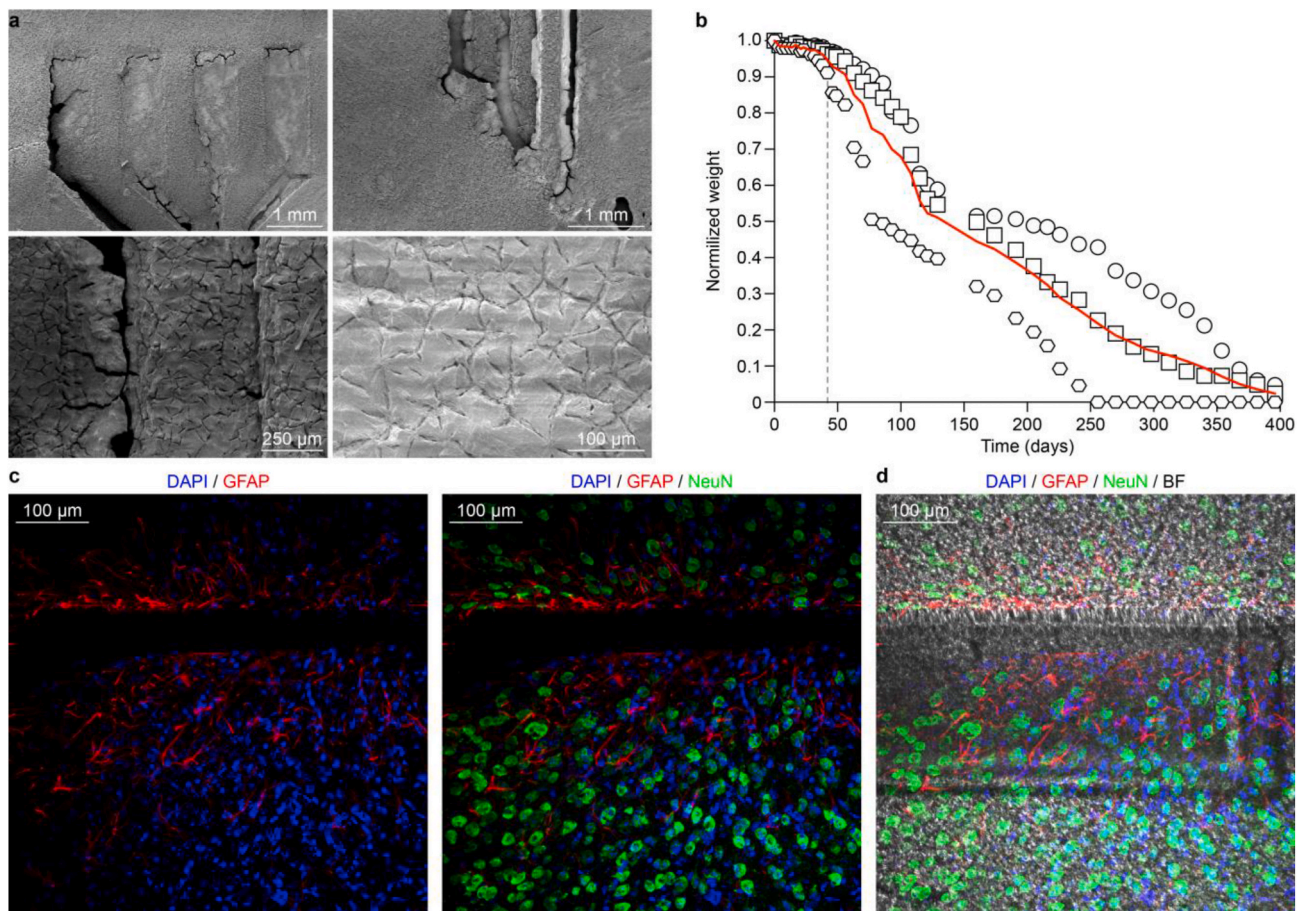 a
1 mm
1 mm
250 µm
100 µm
b
Normilized weight
1.0
0.9
0.8
0.7
0.6
0.5
0.4
0.3
0.2
0.1
0
0 50 100 150 200 250 300 350 400
Time (days)
c
DAPI / GFAP
100 µm
DAPI / GFAP / NeuN
100 µm
d
DAPI / GFAP / NeuN / BF
100 µm